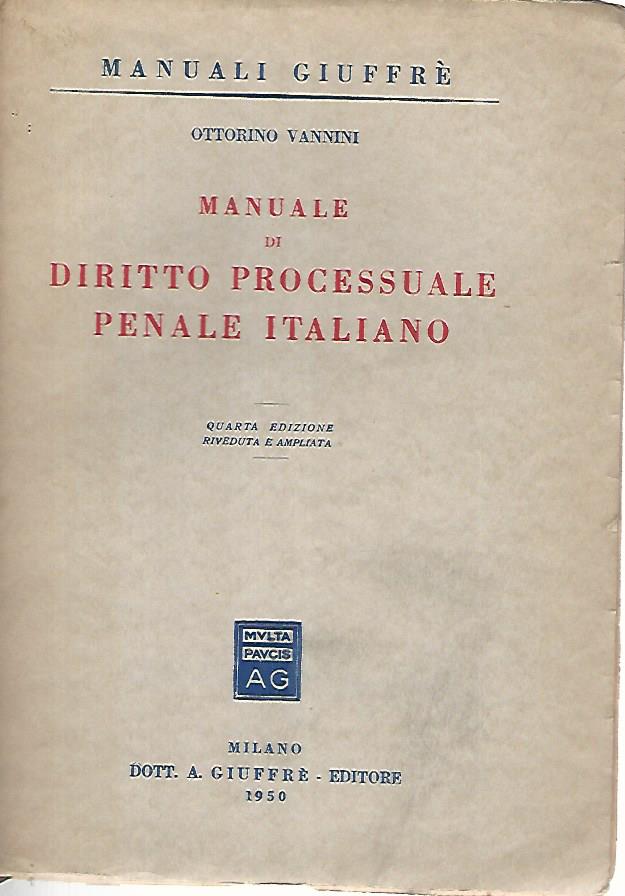 MANUALI GIUFFRÈ
OTTORINO VANNINI
MANUALE
DI
DIRITTO PROCESSUALE
PENALE ITALIANO
QUARTA EDIZIONE
RIVEDUTA E AMPLIATA
MVLTA
PAVCIS
AG
MILANO
DOTT. A. GIUFFRÈ - EDITORE
1950